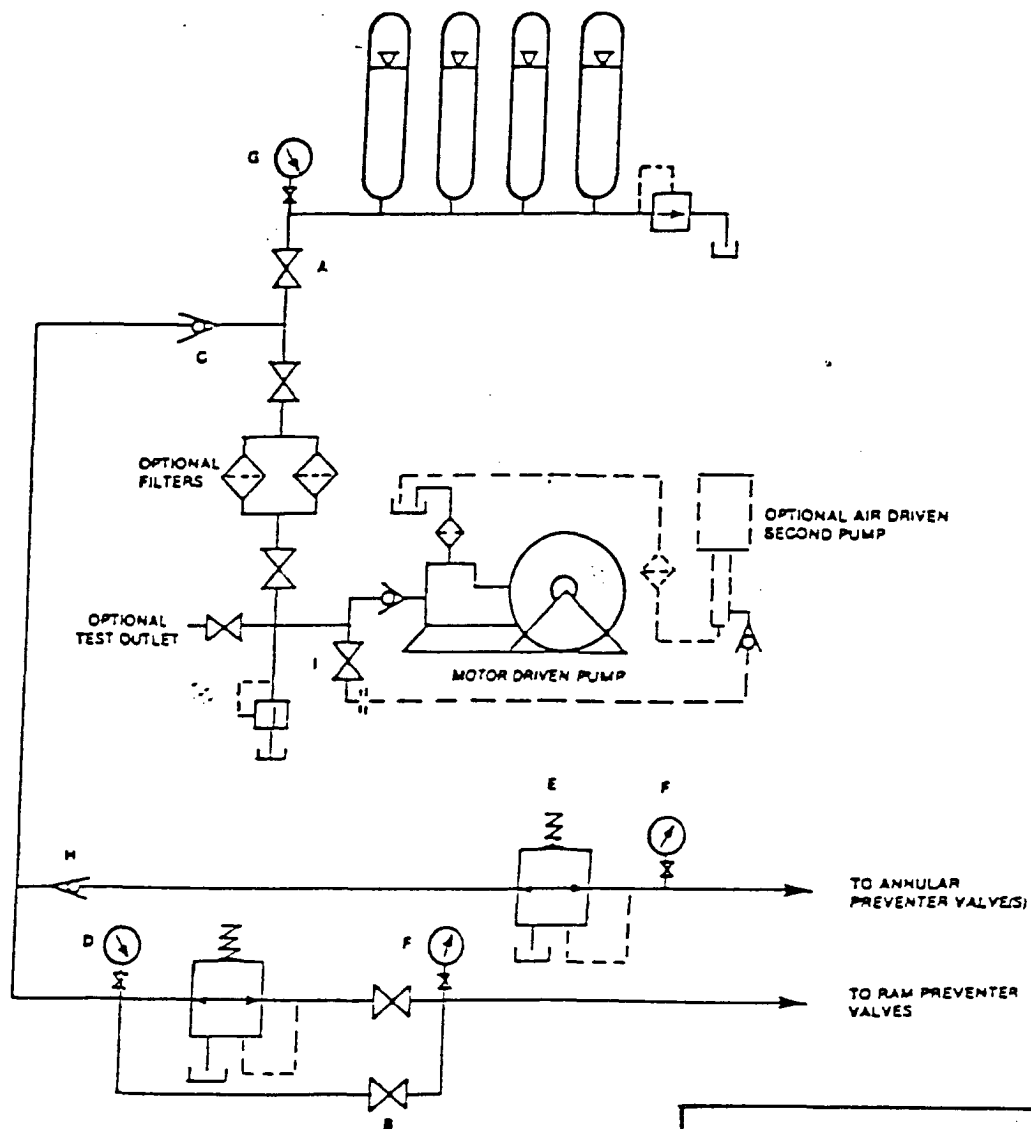 G
A
C
OPTIONAL
FILTERS
OPTIONAL AIR DRIVEN
SECOND PUMP
OPTIONAL
TEST OUTLET
I
MOTOR DRIVEN PUMP
E
F
H
TO ANNULAR
PREVENTER VALVE(S)
D
F
TO RAM PREVENTER
VALVES
B